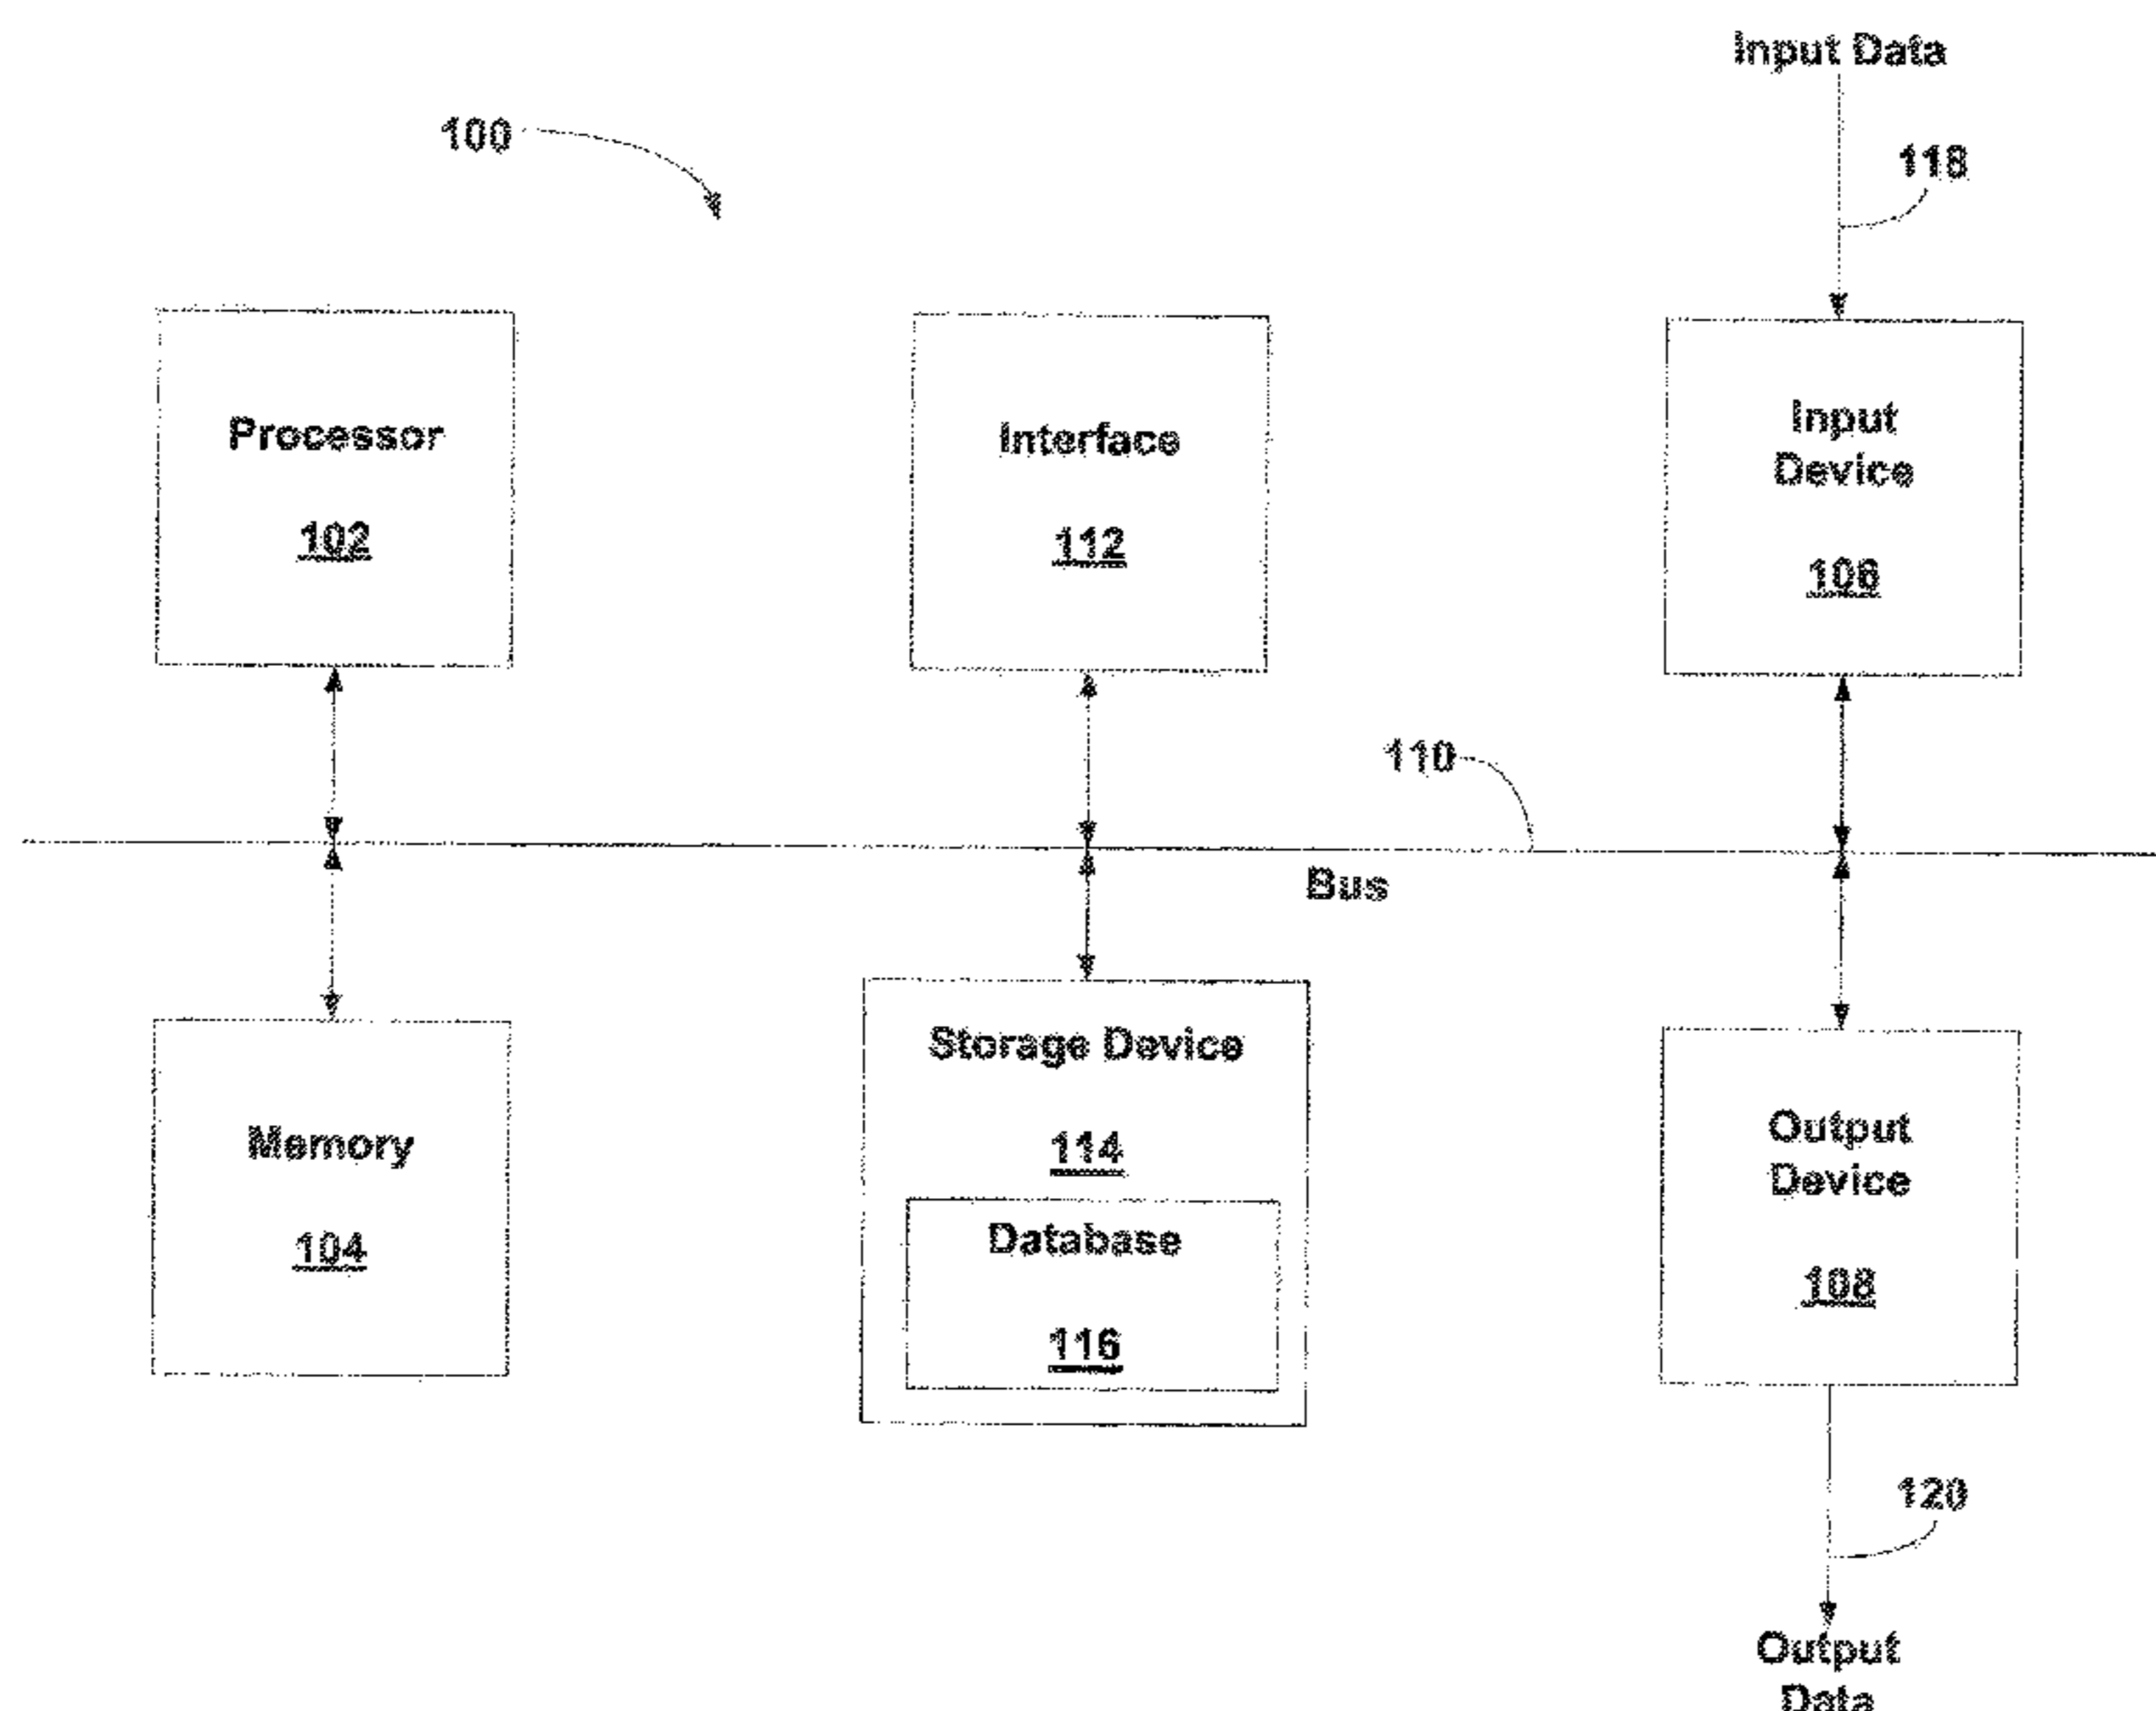 Input Data
100
118
Processor
102
Interface
112
Input
Device
106
110
Bus
Memory
104
Storage Device
114
Database
116
Output
Device
108
120
Output
Data